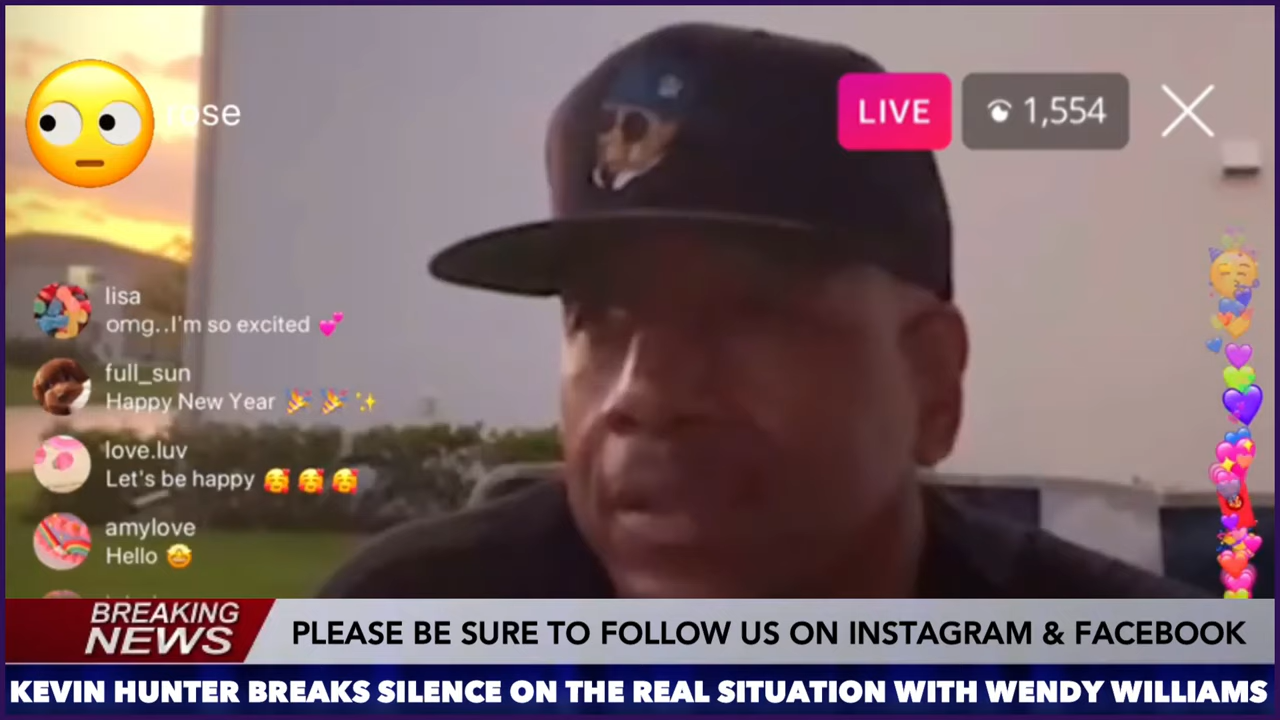 rose
LIVE
1,554
lisa
omg..I'm so excited 💕
full_sun
Happy New Year 🎉 🎉 ✨
love.luv
Let's be happy 🥰 🥰 🥰
amylove
Hello 🤩
BREAKING
NEWS
PLEASE BE SURE TO FOLLOW US ON INSTAGRAM & FACEBOOK
KEVIN HUNTER BREAKS SILENCE ON THE REAL SITUATION WITH WENDY WILLIAMS